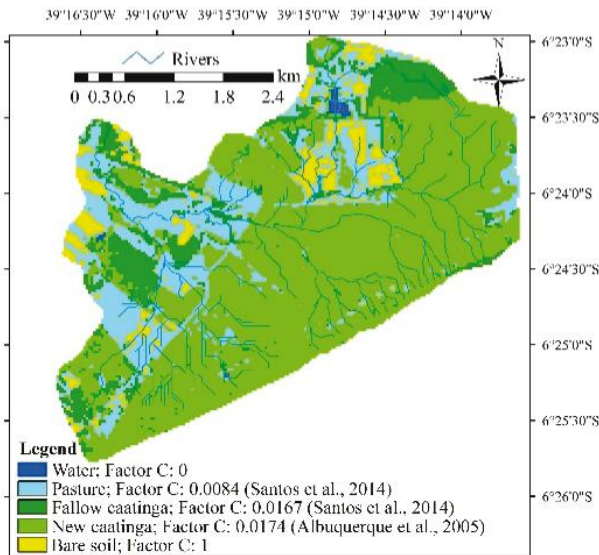 39°16'30"W 39°16'0"W 39°15'30"W 39°15'0"W 39°14'30"W 39°14'0"W
6°23'0"S
N
Rivers
km
0 0.3 0.6 1.2 1.8 2.4
6°23'30"S
6°24'0"S
6°24'30"S
6°25'0"S
6°25'30"S
Legend
Water; Factor C: 0
Pasture; Factor C: 0.0084 (Santos et al., 2014)
6°26'0"S
Fallow caatinga; Factor C: 0.0167 (Santos et al., 2014)
New caatinga; Factor C: 0.0174 (Albuquerque et al., 2005)
Bare soil; Factor C: 1